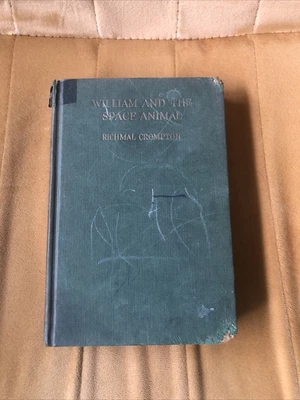 WILLIAM AND THE
SPACE ANIMAL
RICHMAL CROMPTON